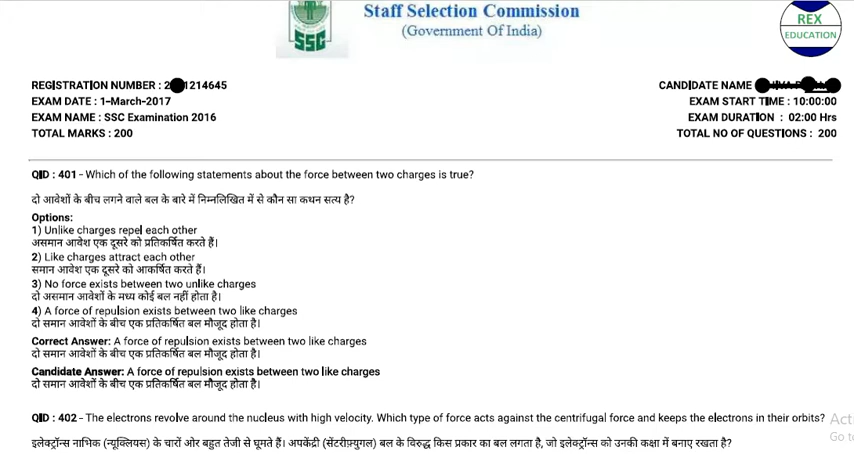 Staff Selection Commission
(Government Of India)
SSC
REX
EDUCATION
REGISTRATION NUMBER : 2 1214645
EXAM DATE : 1-March-2017
EXAM NAME : SSC Examination 2016
TOTAL MARKS : 200
CANDIDATE NAME
EXAM START TIME : 10:00:00
EXAM DURATION : 02:00 Hrs
TOTAL NO OF QUESTIONS : 200
QID : 401 - Which of the following statements about the force between two charges is true?
दो आवेशों के बीच लगने वाले बल के बारे में निम्नलिखित में से कौन सा कथन सत्य है?
Options:
1) Unlike charges repel each other
असमान आवेश एक दूसरे को प्रतिकर्षित करते हैं।
2) Like charges attract each other
समान आवेश एक दूसरे को आकर्षित करते हैं।
3) No force exists between two unlike charges
दो असमान आवेशों के मध्य कोई बल नहीं होता है।
4) A force of repulsion exists between two like charges
दो समान आवेशों के बीच एक प्रतिकर्षित बल मौजूद होता है।
Correct Answer: A force of repulsion exists between two like charges
दो समान आवेशों के बीच एक प्रतिकर्षित बल मौजूद होता है।
Candidate Answer: A force of repulsion exists between two like charges
दो समान आवेशों के बीच एक प्रतिकर्षित बल मौजूद होता है।
QID : 402 - The electrons revolve around the nucleus with high velocity. Which type of force acts against the centrifugal force and keeps the electrons in their orbits?
इलेक्ट्रॉन्स नाभिक (न्यूक्लियस) के चारों ओर बहुत तेजी से घूमते हैं। अपकेंद्री (सेंटरीफ़्युगल) बल के विरुद्ध किस प्रकार का बल लगता है, जो इलेक्ट्रॉन्स को उनकी कक्षा में बनाए रखता है?
Acti
Go to